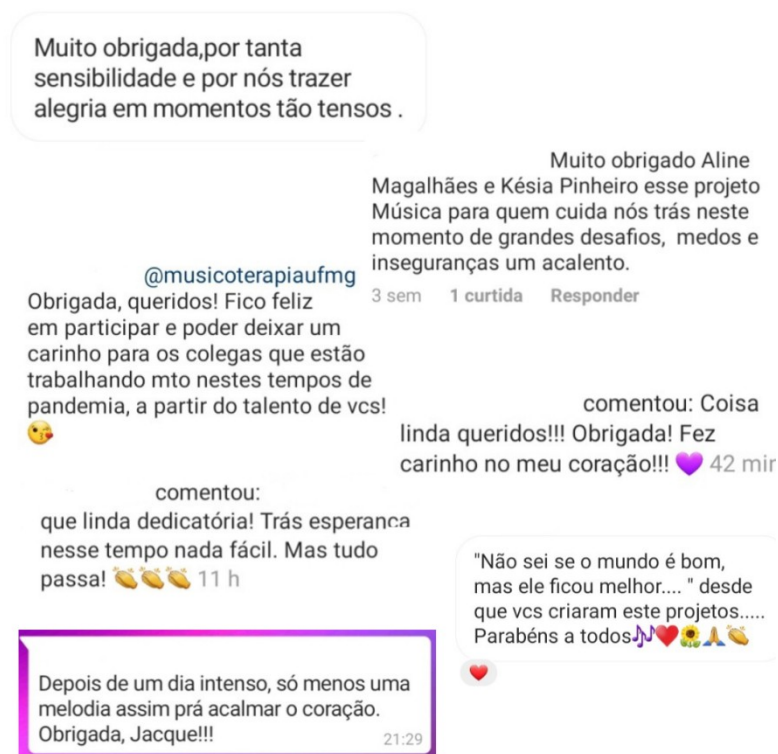 Muito obrigada,por tanta
sensibilidade e por nós trazer
alegria em momentos tão tensos .
Muito obrigado Aline
Magalhães e Késia Pinheiro esse projeto
Música para quem cuida nós trás neste
momento de grandes desafios, medos e
inseguranças um acalento.
3 sem 1 curtida Responder
@musicoterapiaufmg
Obrigada, queridos! Fico feliz
em participar e poder deixar um
carinho para os colegas que estão
trabalhando mto nestes tempos de
pandemia, a partir do talento de vcs!
😘
comentou: Coisa
linda queridos!!! Obrigada! Fez
carinho no meu coração!!! 💜 42 min
comentou:
que linda dedicatória! Trás esperança
nesse tempo nada fácil. Mas tudo
passa! 👏👏👏 11 h
"Não sei se o mundo é bom,
mas ele ficou melhor.... " desde
que vcs criaram este projetos.....
Parabéns a todos🎶❤️🌻🙏👏
❤️
Depois de um dia intenso, só menos uma
melodia assim prá acalmar o coração.
Obrigada, Jacque!!!
21:29